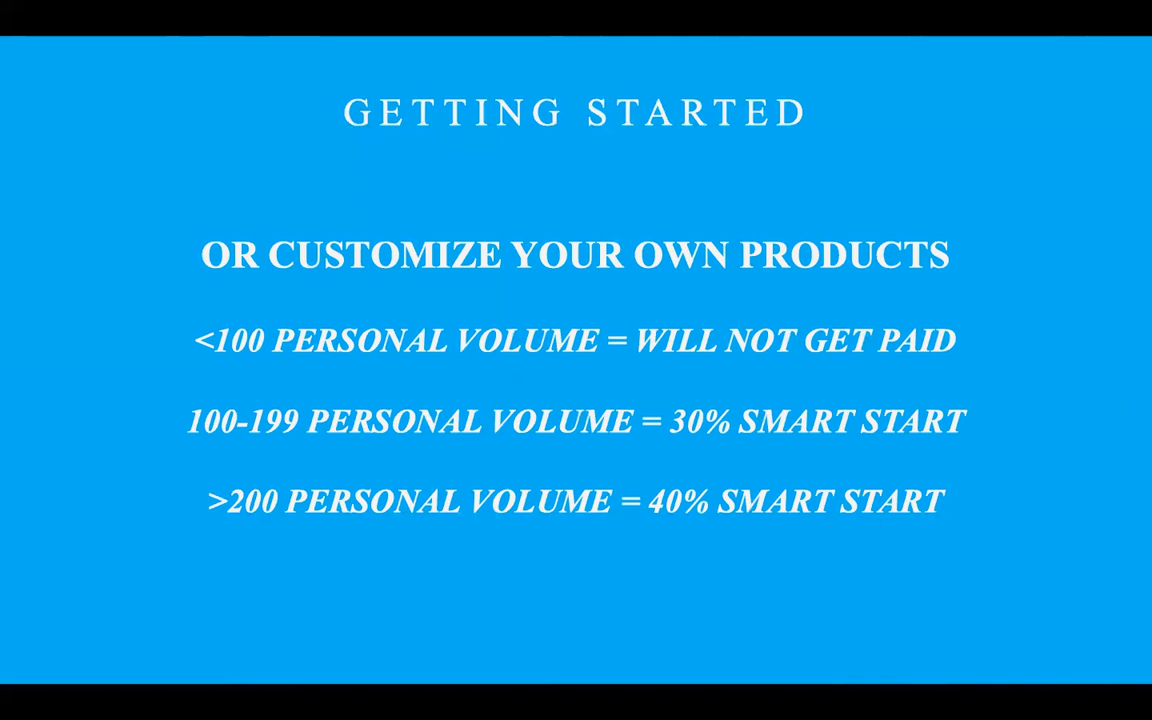 GETTING STARTED
OR CUSTOMIZE YOUR OWN PRODUCTS
<100 PERSONAL VOLUME = WILL NOT GET PAID
100-199 PERSONAL VOLUME = 30% SMART START
>200 PERSONAL VOLUME = 40% SMART START